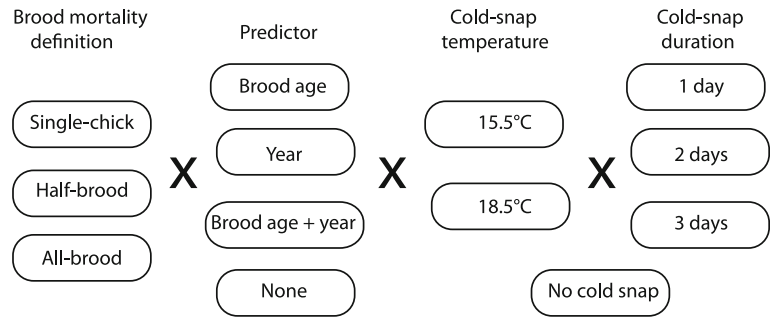 Brood mortality
definition
Predictor
Cold-snap
temperature
Cold-snap
duration
Single-chick
Half-brood
All-brood
X
Brood age
Year
Brood age + year
None
X
15.5°C
18.5°C
X
1 day
2 days
3 days
No cold snap